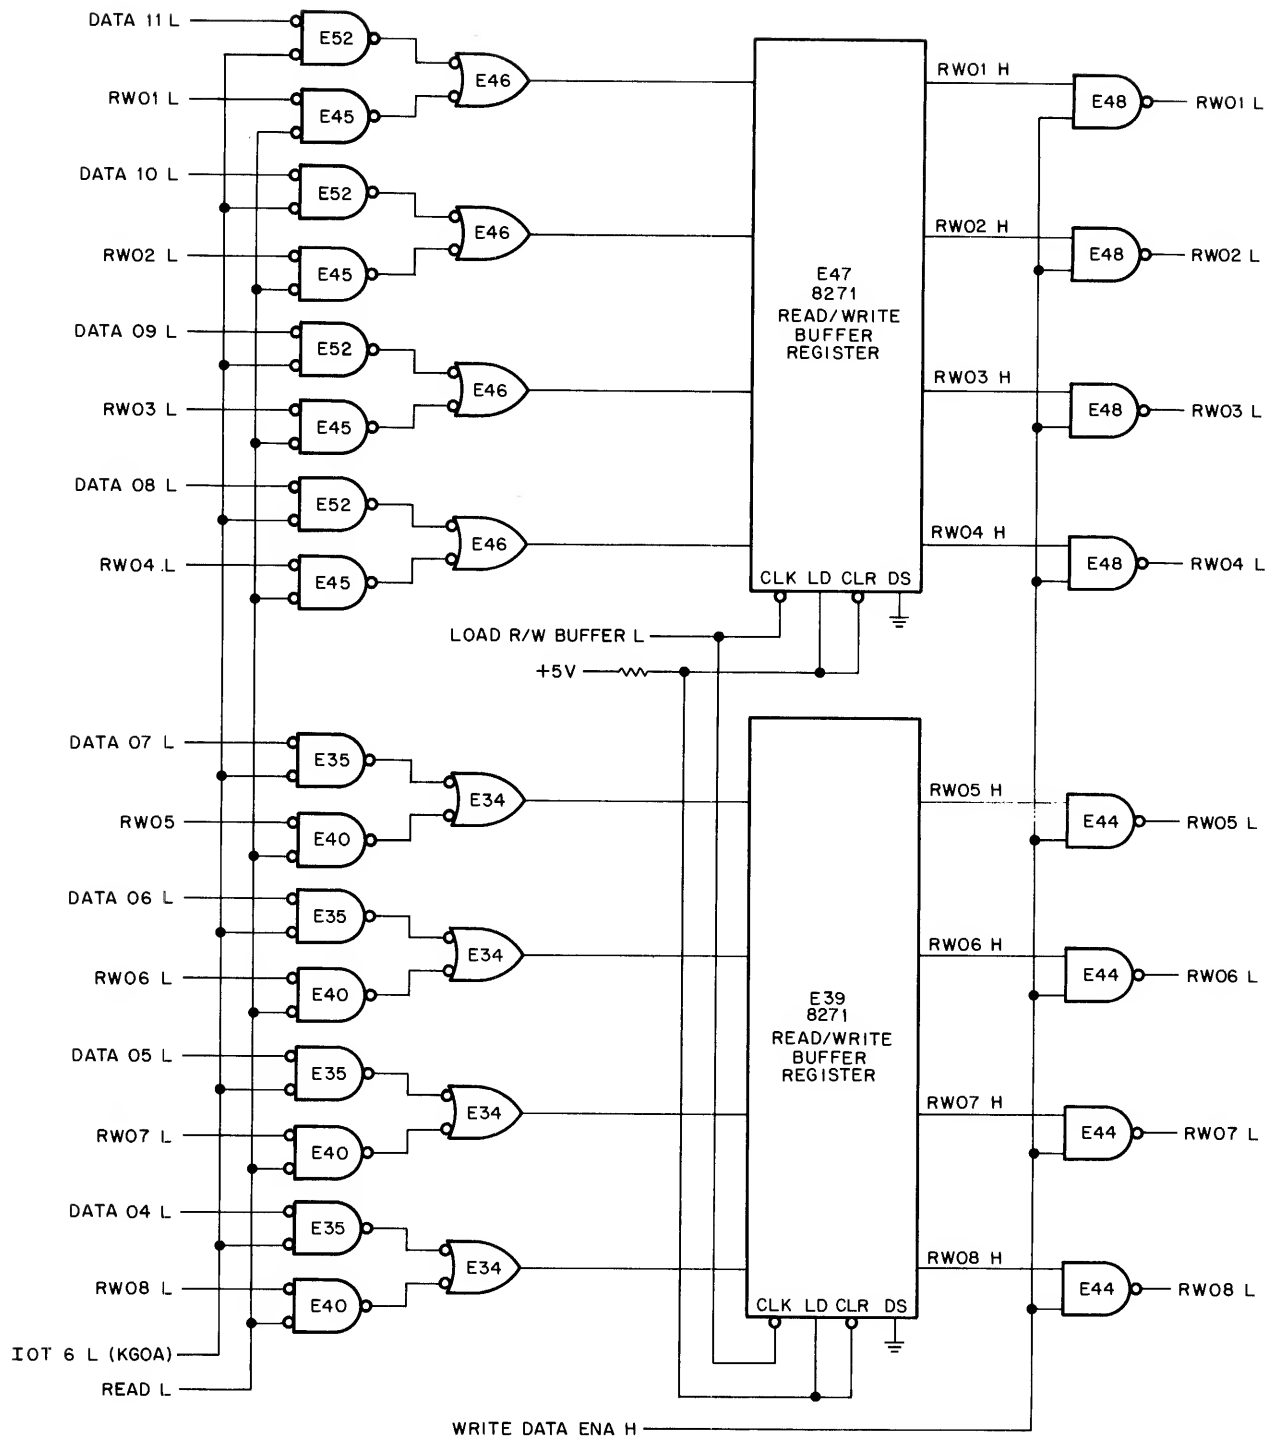 DATA 11 L
E52
E46
RW01 H
E48
RW01 L
RW01 L
E45
DATA 10 L
E52
E46
RW02 H
E48
RW02 L
RW02 L
E45
E47
8271
READ/WRITE
BUFFER
REGISTER
DATA 09 L
E52
E46
RW03 H
E48
RW03 L
RW03 L
E45
DATA 08 L
E52
E46
RW04 H
E48
RW04 L
RW04 L
E45
CLK LD CLR DS
LOAD R/W BUFFER L
+5V
DATA 07 L
E35
E34
RW05 H
E44
RW05 L
RW05
E40
DATA 06 L
E35
E34
RW06 H
E44
RW06 L
RW06 L
E40
E39
8271
READ/WRITE
BUFFER
REGISTER
DATA 05 L
E35
E34
RW07 H
E44
RW07 L
RW07 L
E40
DATA 04 L
E35
E34
RW08 H
E44
RW08 L
RW08 L
E40
CLK LD CLR DS
IOT 6 L (KGOA)
READ L
WRITE DATA ENA H